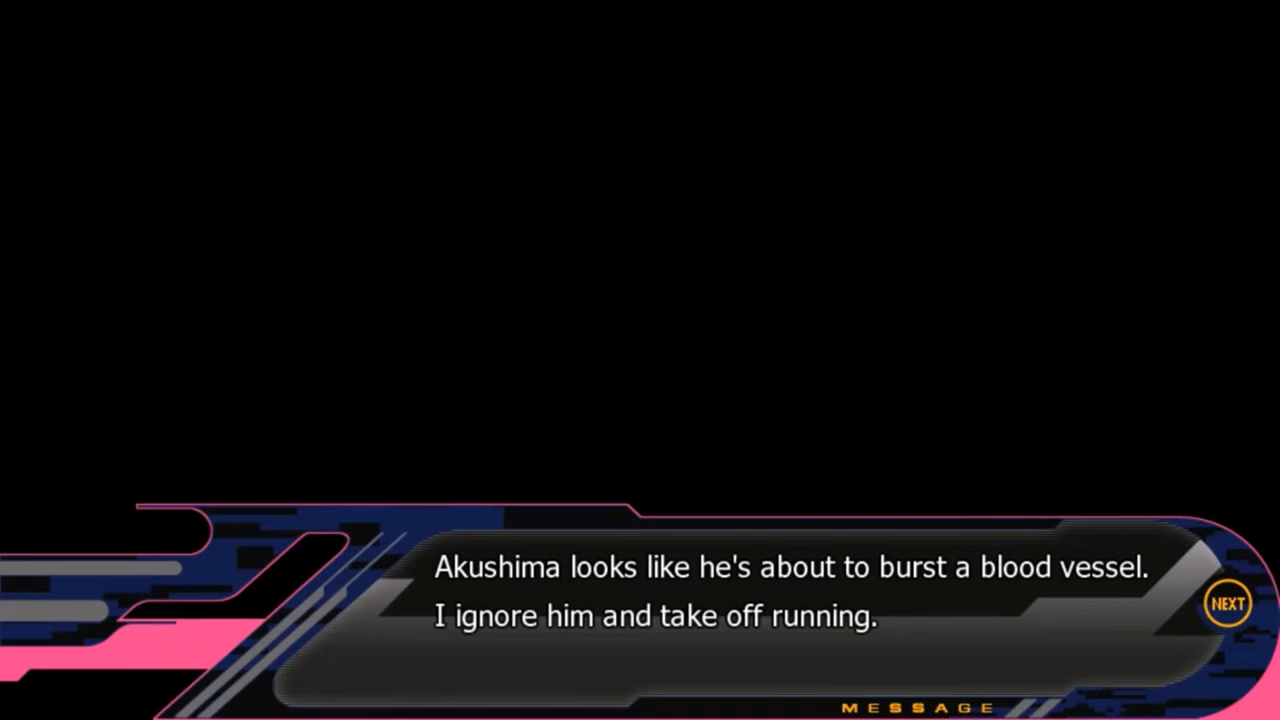 Akushima looks like he's about to burst a blood vessel.
I ignore him and take off running.
NEXT
MESSAGE